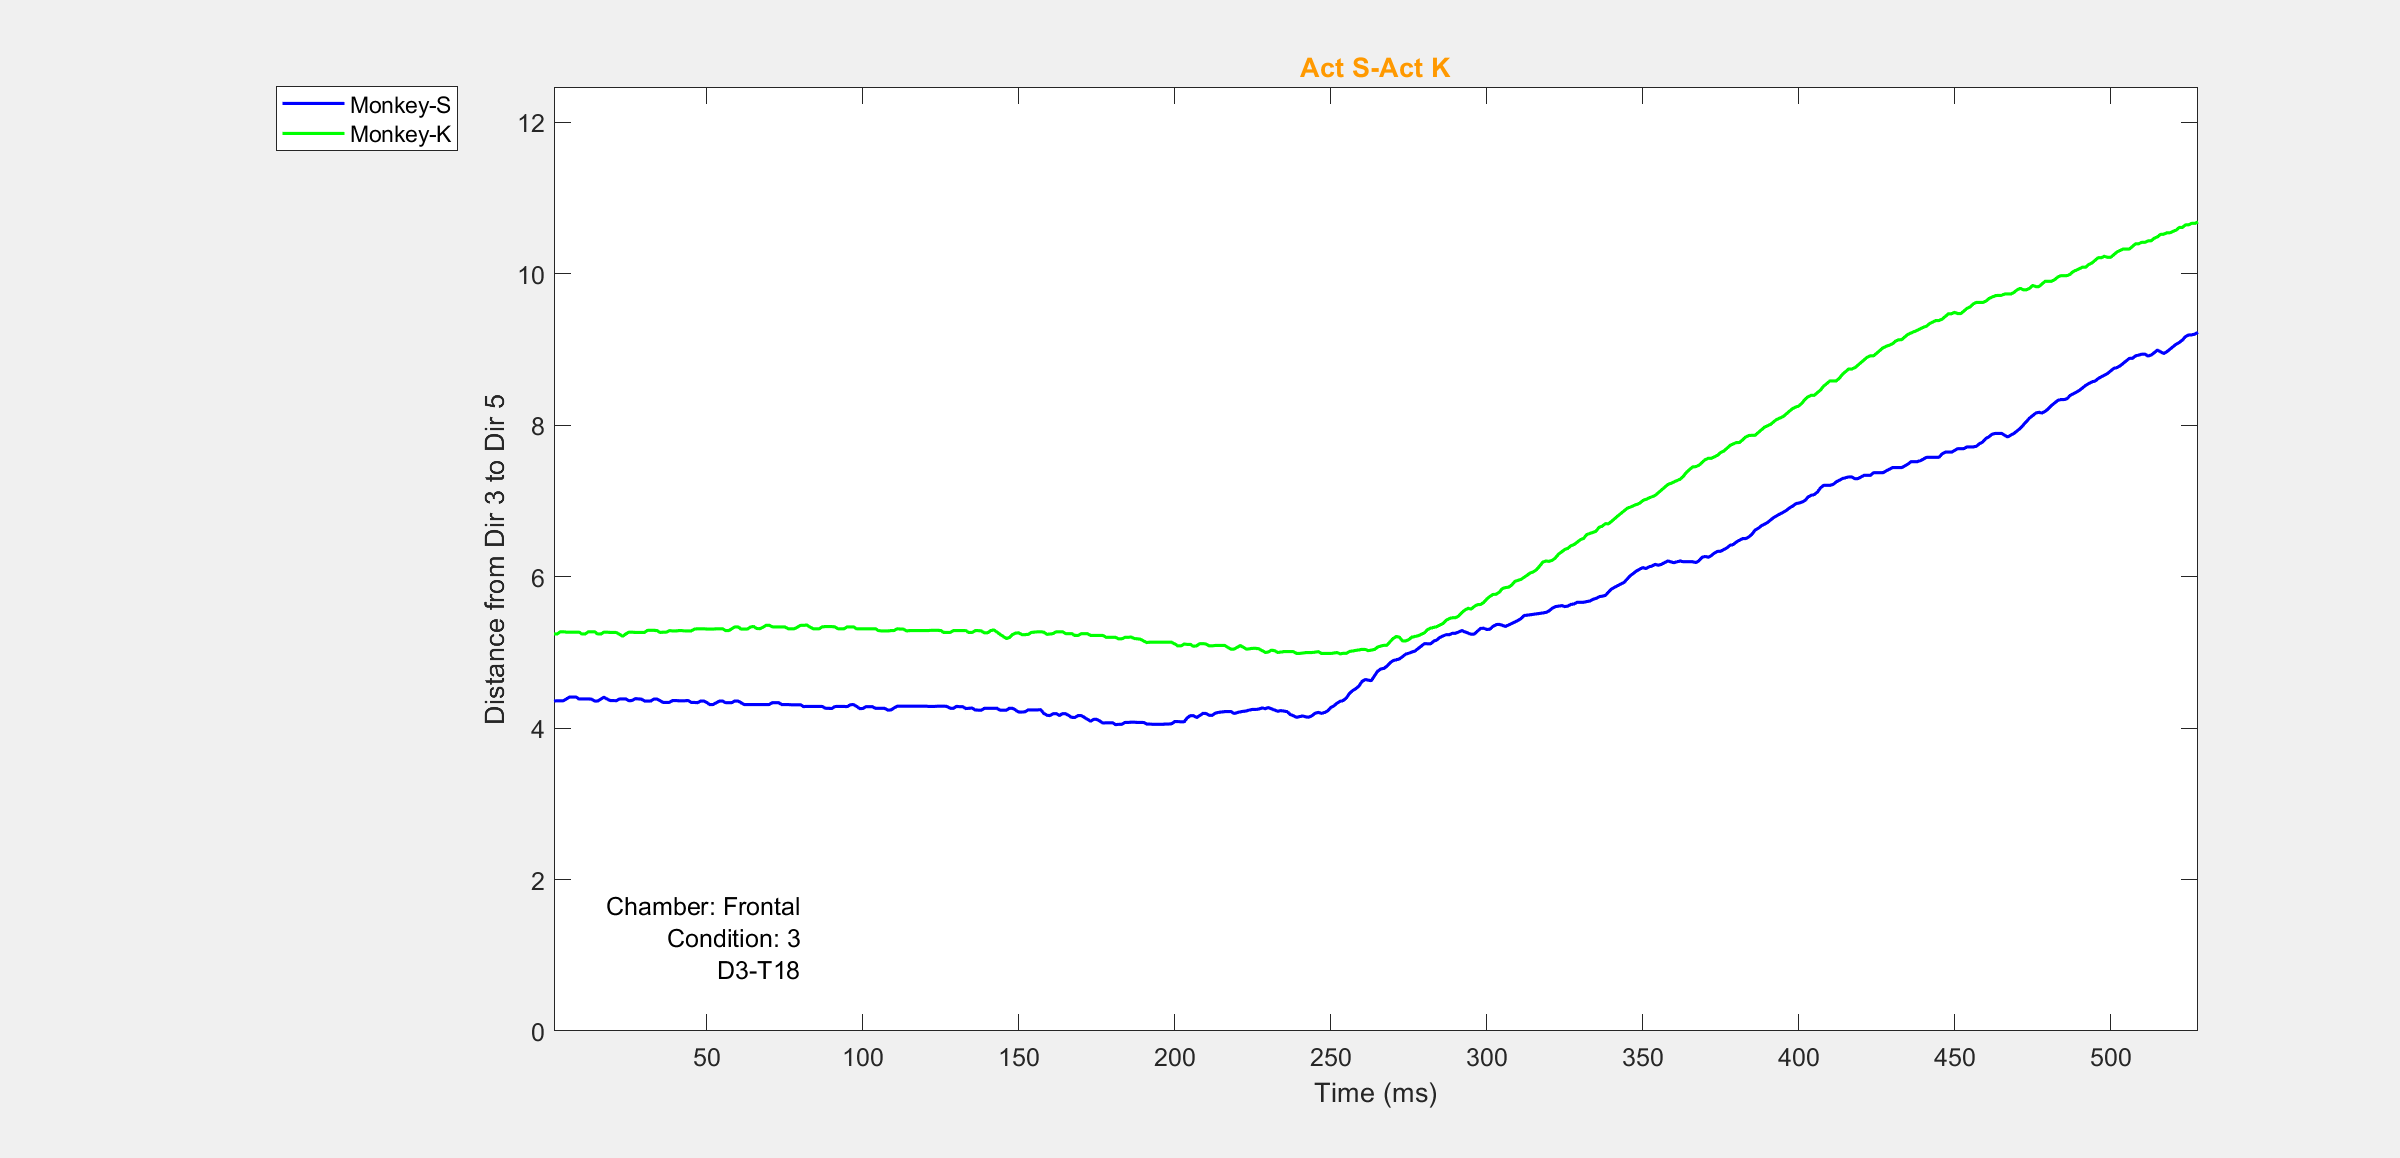 Act S-Act K
Monkey-S
Monkey-K
12
10
8
6
4
2
0
Distance from Dir 3 to Dir 5
Chamber: Frontal
Condition: 3
D3-T18
50 100 150 200 250 300 350 400 450 500
Time (ms)